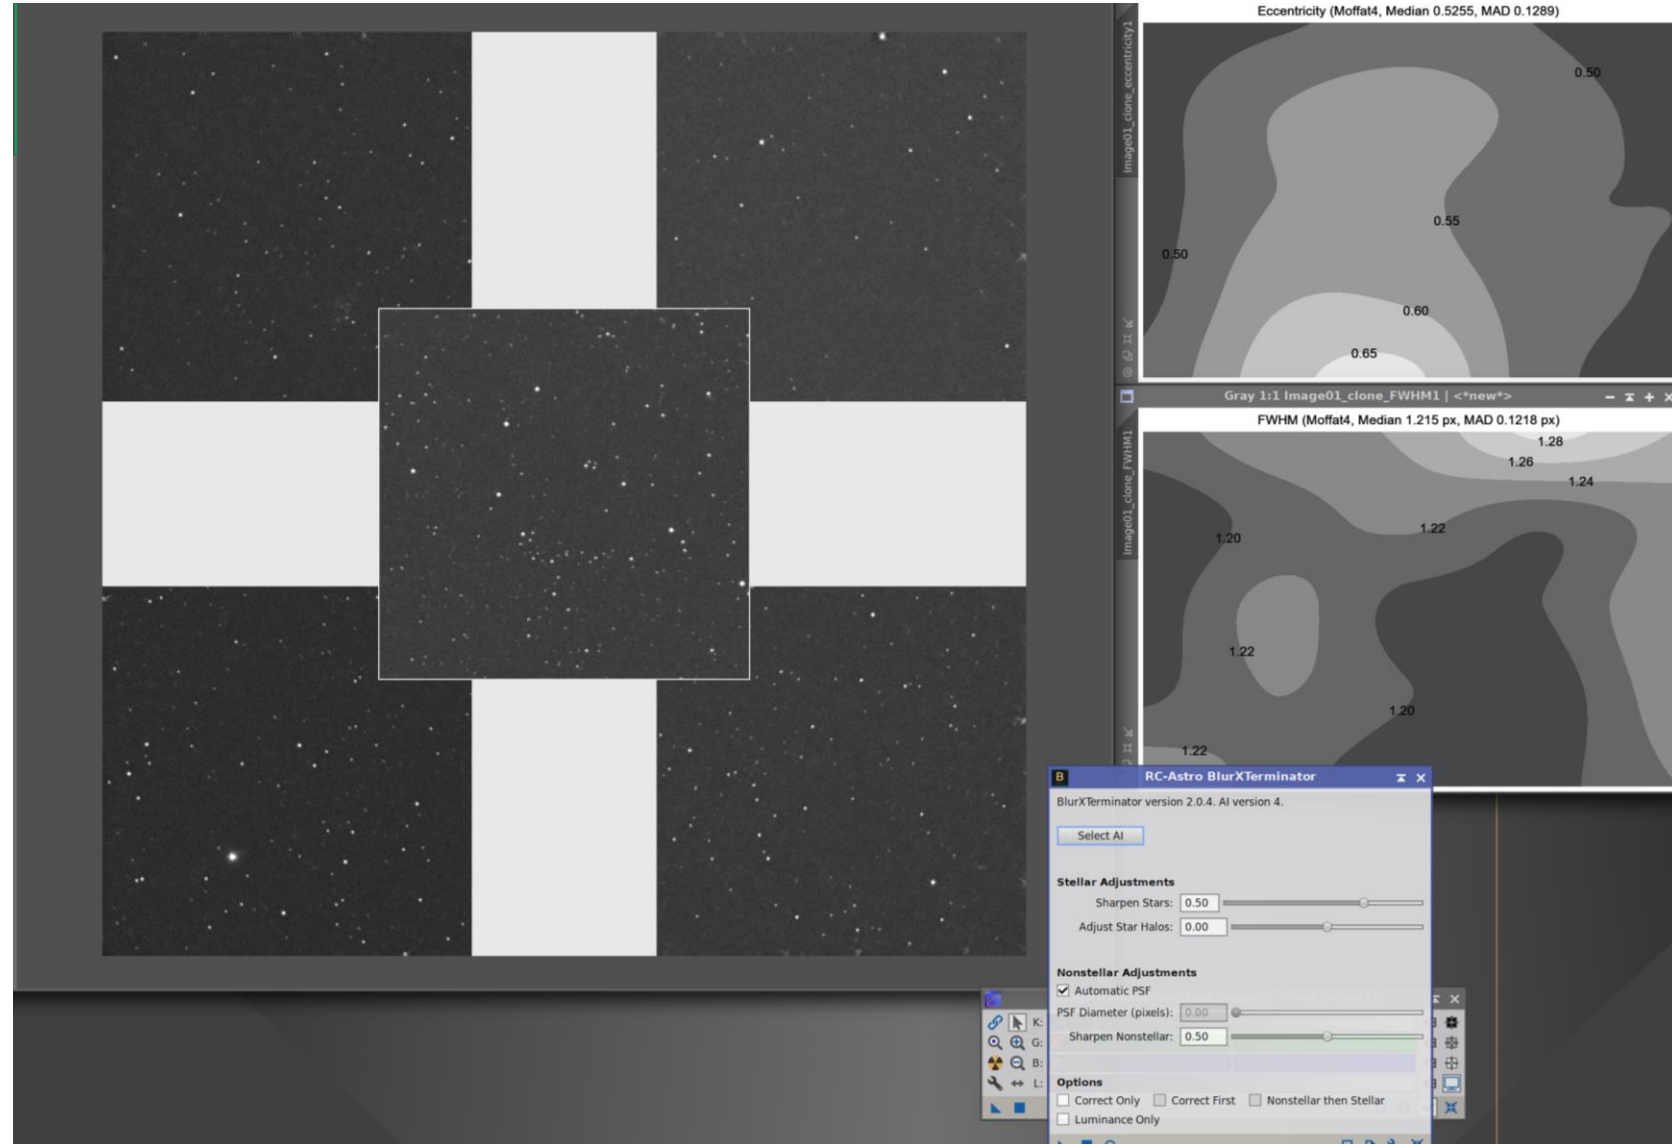 Eccentricity (Moffat4, Median 0.5255, MAD 0.1289)
Image01_clone_eccentricity1
0.50
0.55
0.50
0.60
0.65
Gray 1:1 Image01_clone_FWHM1 | <*new*>
FWHM (Moffat4, Median 1.215 px, MAD 0.1218 px)
Image01_clone_FWHM1
1.28
1.26
1.24
1.22
1.20
1.22
1.20
1.22
B
RC-Astro BlurXTerminator
BlurXTerminator version 2.0.4. AI version 4.
Select AI
Stellar Adjustments
Sharpen Stars: 0.50
Adjust Star Halos: 0.00
Nonstellar Adjustments
Automatic PSF
PSF Diameter (pixels): 0.00
Sharpen Nonstellar: 0.50
Options
Correct Only Correct First Nonstellar then Stellar
Luminance Only
K:
G:
B:
L: